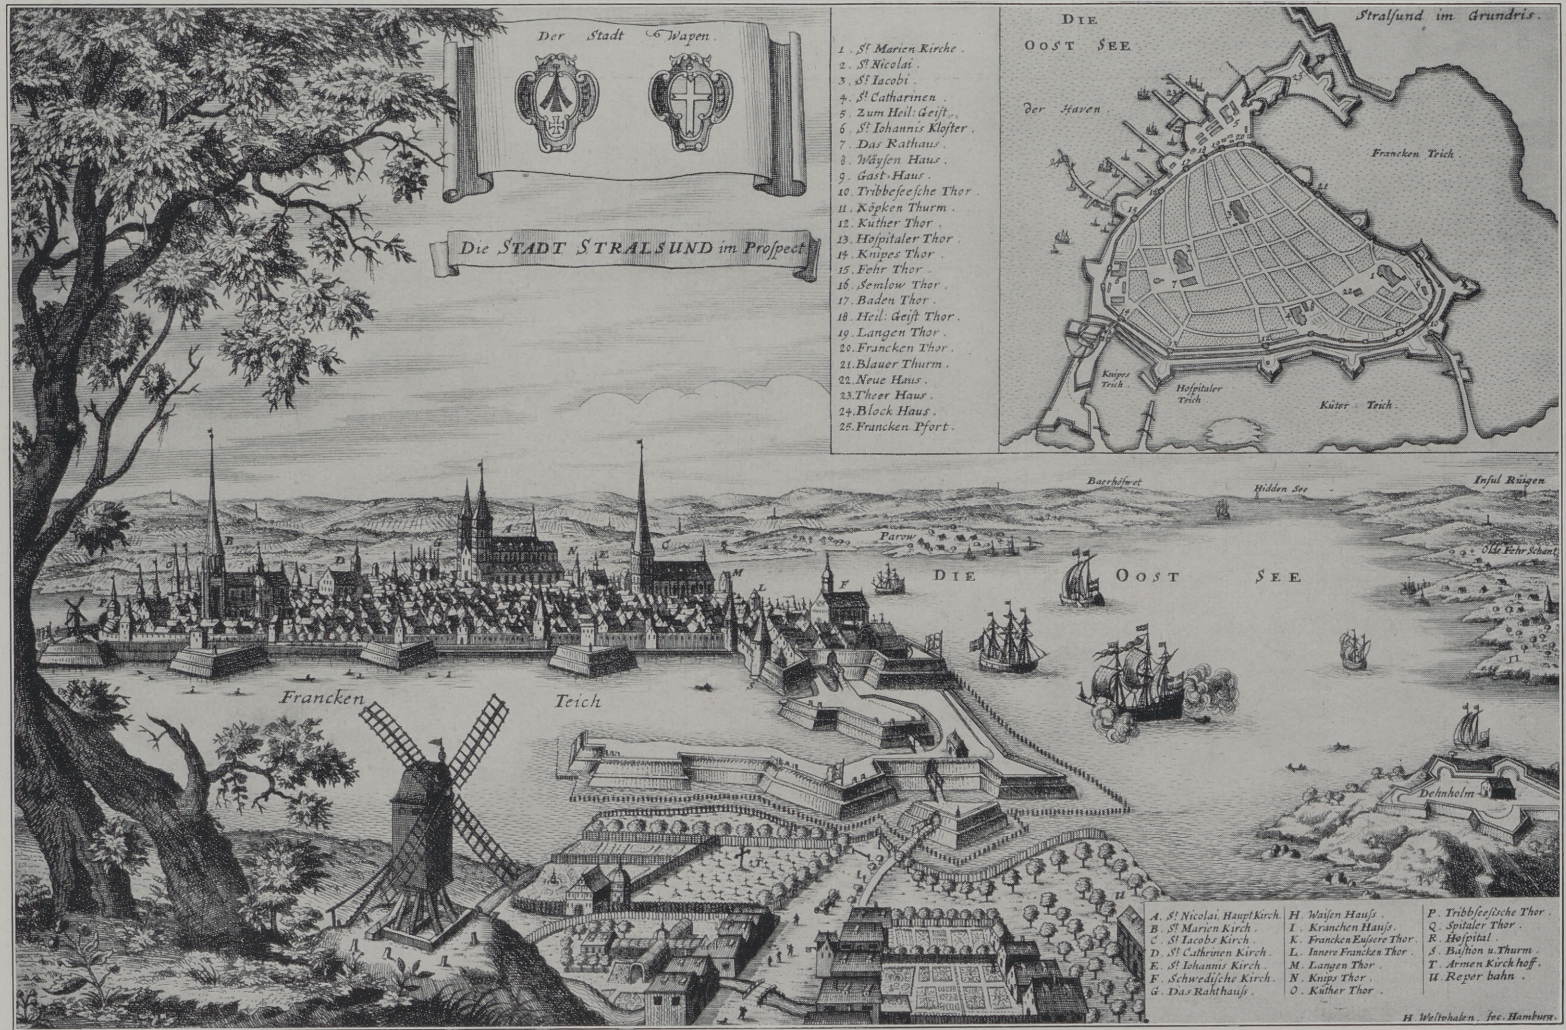 Der Stadt Wapen.
Die STADT STRALSUND im Proſpect
1. St Marien Kirche.
2. St Nicolai.
3. St Iacobi.
4. St Catharinen.
5. Zum Heil: Geiſt.
6. St Iohannis Kloſter.
7. Das Rathaus.
8. Wäyſen Haus.
9. Gast-Haus.
10. Tribbeſeeſche Thor.
11. Köpken Thurm.
12. Küther Thor.
13. Hoſpitaler Thor.
14. Knipes Thor.
15. Fehr Thor.
16. Semlow Thor.
17. Baden Thor.
18. Heil: Geiſt Thor.
19. Langen Thor.
20. Francken Thor.
21. Blauer Thurm.
22. Neue Haus.
23. Theer Haus.
24. Block Haus.
25. Francken Pfort.
Stralſund im Grundris.
DIE
OOST SEE
der Haven
Francken Teich.
Knipes
Teich.
Hoſpitaler
Teich
Küter Teich.
Baerhöfwet
Hidden See
Inſul Rügen
Parow
Olde Fehr Schantz
DIE OOST SEE
Francken Teich
Dehnholm
A. St Nicolai, Haupt Kirch.
B. St Marien Kirch.
C. St Iacobs Kirch.
D. St Cathrinen Kirch.
E. St Iohannis Kirch.
F. Schwediſche Kirch.
G. Das Rahthauſs.
H. Waiſen Hauſs.
I. Kranchen Hauſs.
K. Francken Euſere Thor.
L. Innere Francken Thor.
M. Langen Thor
N. Knips Thor.
O. Küther Thor.
P. Tribbſeeſische Thor.
Q. Spitaler Thor.
R. Hoſpital.
S. Baſtion u. Thurm.
T. Armen Kirchhoff.
U. Reper bahn.
H Weſtphalen. fec. Hamburg.